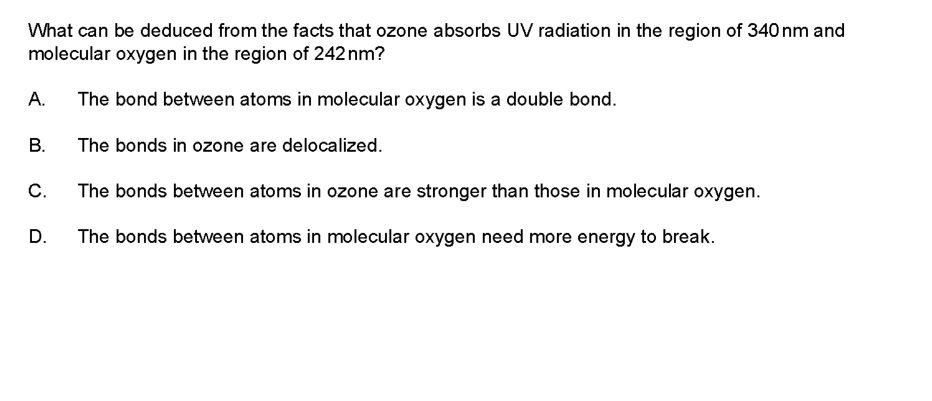 What can be deduced from the facts that ozone absorbs UV radiation in the region of 340 nm and
molecular oxygen in the region of 242 nm?
A. The bond between atoms in molecular oxygen is a double bond.
B. The bonds in ozone are delocalized.
C. The bonds between atoms in ozone are stronger than those in molecular oxygen.
D. The bonds between atoms in molecular oxygen need more energy to break.